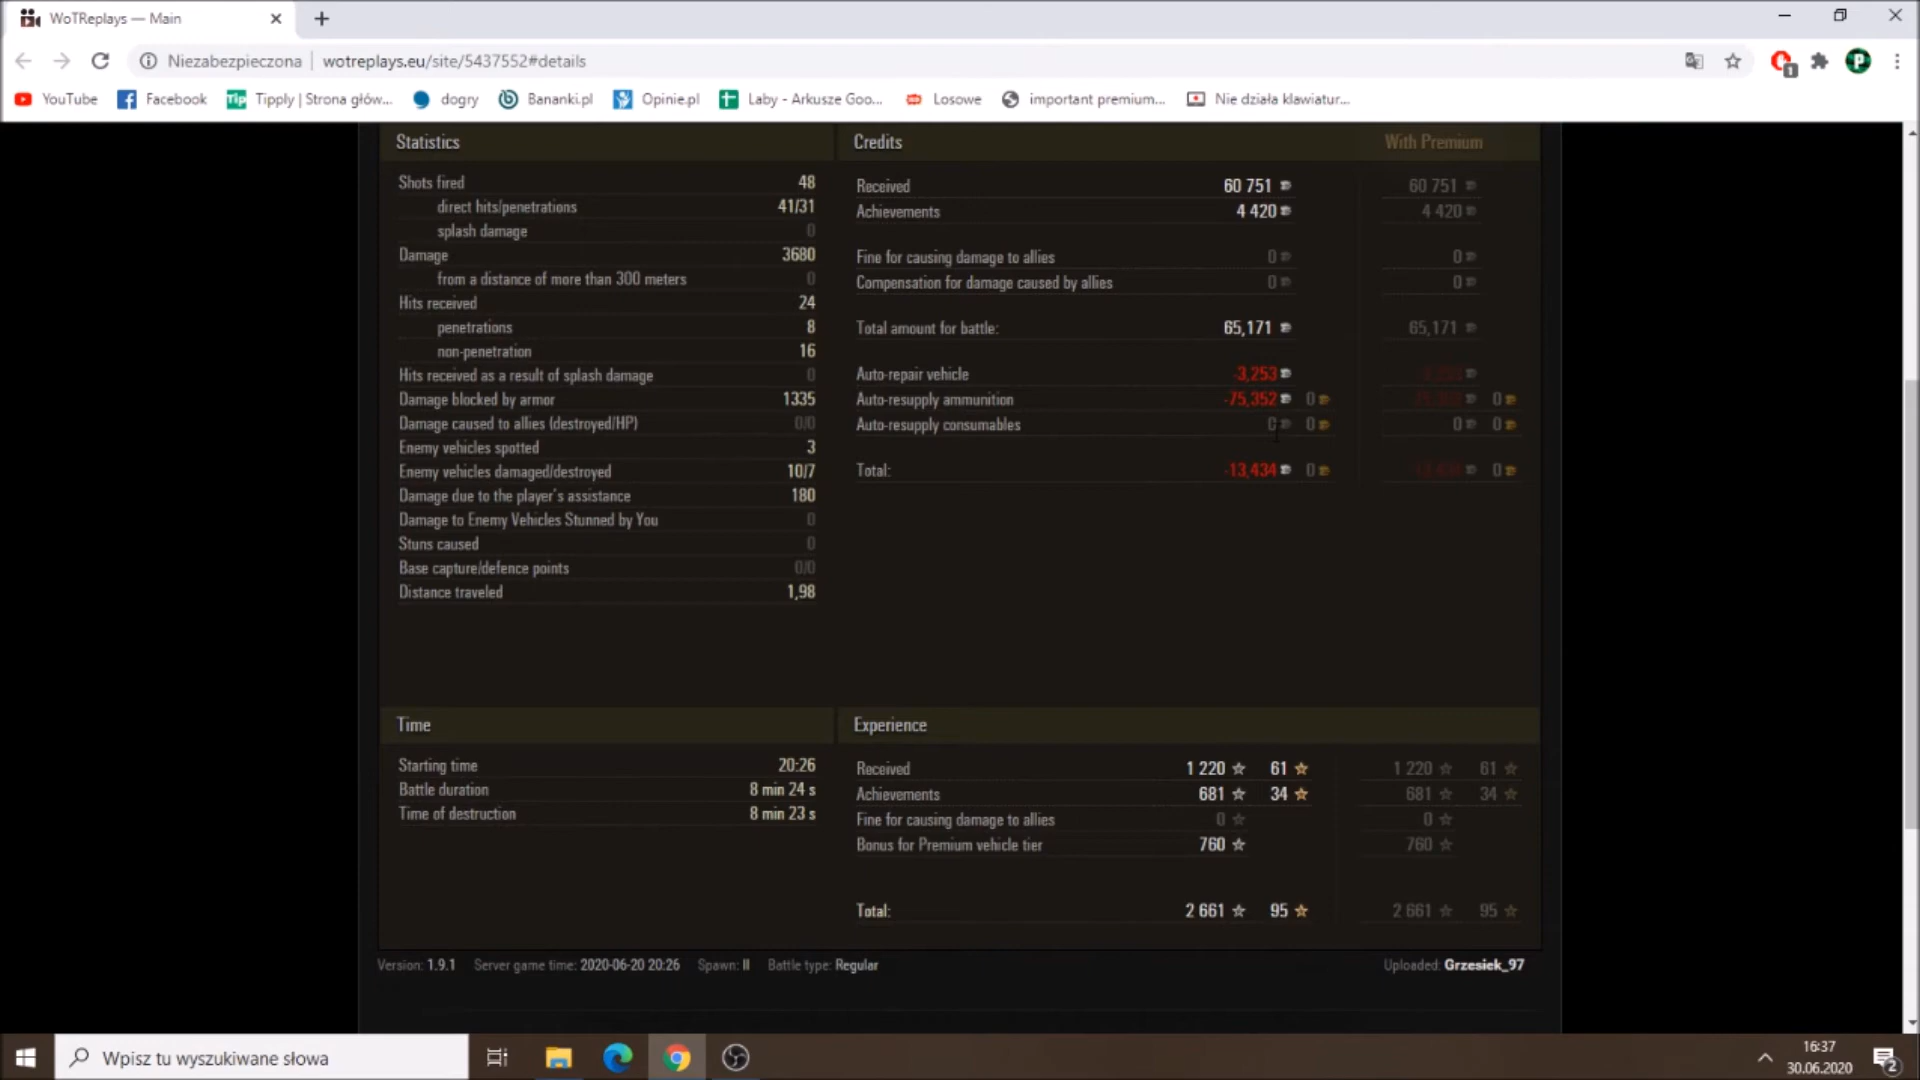 WoTReplays — Main
Niezabezpieczona | wotreplays.eu/site/5437552#details
YouTube Facebook Tipply | Strona główn... dogry Bananki.pl Opinie.pl Laby - Arkusze Goo... Losowe important premium... Nie działa klawiatur...
Statistics
Shots fired 48
direct hits/penetrations 41/31
splash damage 0
Damage 3680
from a distance of more than 300 meters 0
Hits received 24
penetrations 8
non-penetration 16
Hits received as a result of splash damage 0
Damage blocked by armor 1335
Damage caused to allies (destroyed/HP) 0/0
Enemy vehicles spotted 3
Enemy vehicles damaged/destroyed 10/7
Damage due to the player's assistance 180
Damage to Enemy Vehicles Stunned by You 0
Stuns caused 0
Base capture/defence points 0/0
Distance traveled 1,98
Credits With Premium
Received 60 751 60 751
Achievements 4 420 4 420
Fine for causing damage to allies 0 0
Compensation for damage caused by allies 0 0
Total amount for battle: 65,171 65,171
Auto-repair vehicle -3,253
Auto-resupply ammunition -75,352 0 0
Auto-resupply consumables 0 0 0 0
Total: -13,434 0 0
Time
Starting time 20:26
Battle duration 8 min 24 s
Time of destruction 8 min 23 s
Experience
Received 1 220 61 1 220 61
Achievements 681 34 681 34
Fine for causing damage to allies 0 0
Bonus for Premium vehicle tier 760 760
Total: 2 661 95 2 661 95
Version: 1.9.1 Server game time: 2020-06-20 20:26 Spawn: II Battle type: Regular Uploaded: Grzesiek_97
Wpisz tu wyszukiwane słowa
16:37
30.06.2020
2